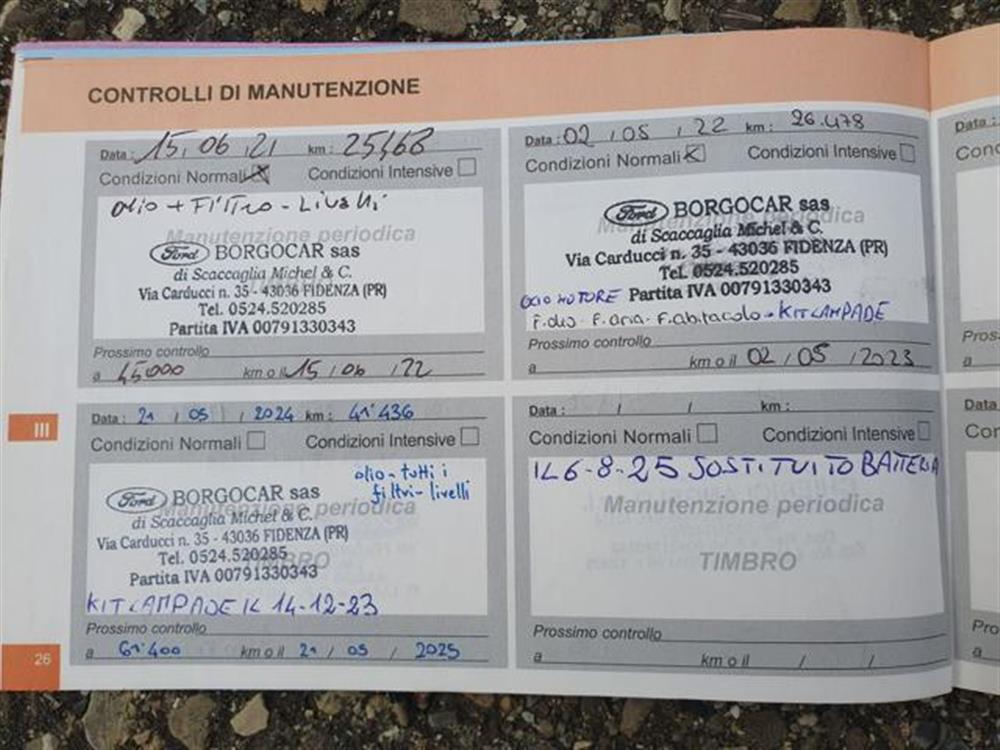 CONTROLLI DI MANUTENZIONE
Data : 15, 06 , 21 km : 25168
Condizioni Normali Condizioni Intensive
olio + Filtro - Livelli
Manutenzione periodica
Ford BORGOCAR sas
di Scaccaglia Michel & C.
Via Carducci n. 35 - 43036 FIDENZA (PR)
Tel. 0524.520285
Partita IVA 00791330343
Prossimo controllo
a 45000 km o il 15 / 06 / 22
Data : 02 / 05 / 22 km : 26.478
Condizioni Normali Condizioni Intensive
Manutenzione periodica
Ford BORGOCAR sas
di Scaccaglia Michel & C.
Via Carducci n. 35 - 43036 FIDENZA (PR)
Tel. 0524.520285
OLIO MOTORE Partita IVA 00791330343
F.olio - F.aria - F.abitacolo - KIT LAMPADE
Prossimo controllo
a km o il 02 / 05 / 2023
Data : 21 / 05 / 2024 km : 41'436
Condizioni Normali Condizioni Intensive
olio - tutti i
filtri - livelli
Manutenzione periodica
Ford BORGOCAR sas
di Scaccaglia Michel & C.
Via Carducci n. 35 - 43036 FIDENZA (PR)
Tel. 0524.520285
TIMBRO
Partita IVA 00791330343
KIT LAMPADE IL 14-12-23
Prossimo controllo
a 61'400 km o il 21 / 05 / 2025
Data : / / km :
Condizioni Normali Condizioni Intensive
IL 6-8-25 SOSTITUITO BATTERIA
Manutenzione periodica
TIMBRO
Prossimo controllo
a km o il / /
III
26
Data :
Pros
a
Data
Con
Pro
a